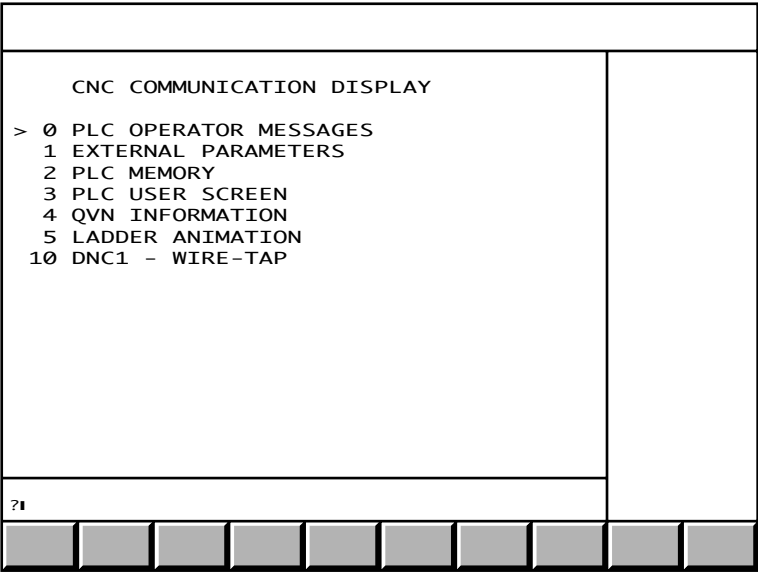 CNC COMMUNICATION DISPLAY
> 0 PLC OPERATOR MESSAGES
1 EXTERNAL PARAMETERS
2 PLC MEMORY
3 PLC USER SCREEN
4 QVN INFORMATION
5 LADDER ANIMATION
10 DNC1 – WIRE–TAP
?▮